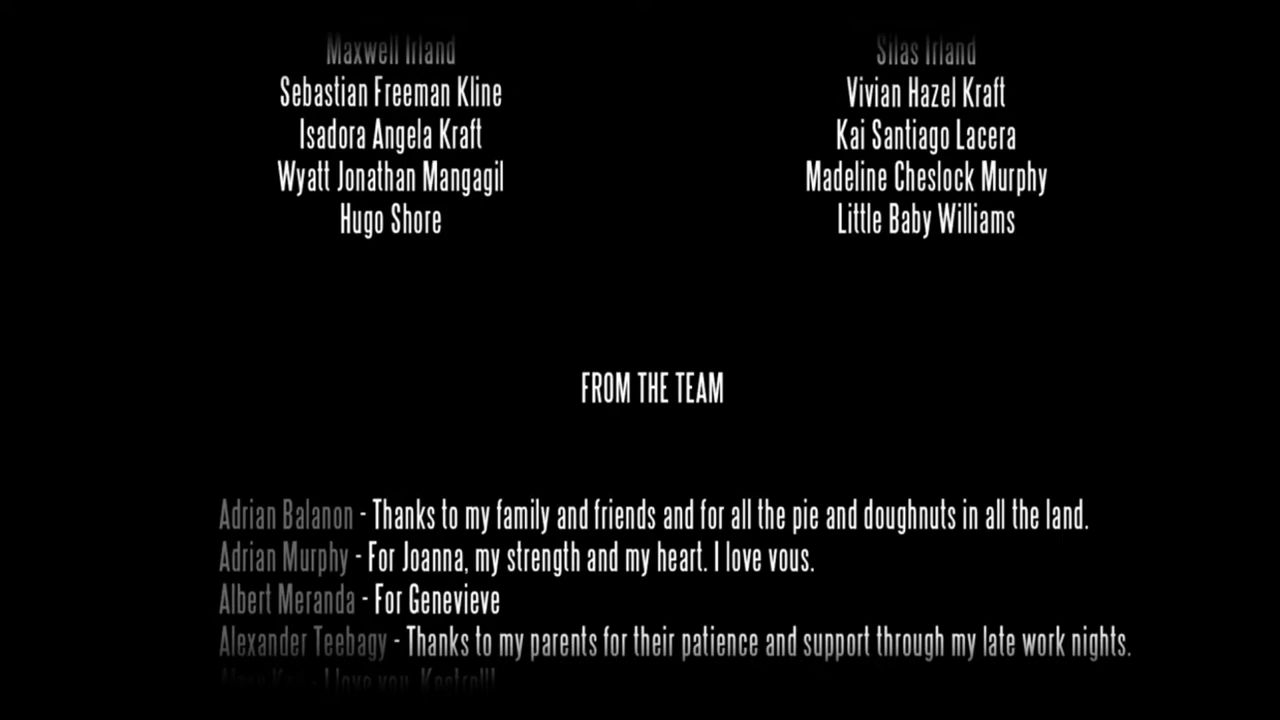 Maxwell Irland
Silas Irland
Sebastian Freeman Kline
Vivian Hazel Kraft
Isadora Angela Kraft
Kai Santiago Lacera
Wyatt Jonathan Mangagil
Madeline Cheslock Murphy
Hugo Shore
Little Baby Williams
FROM THE TEAM
Adrian Balanon - Thanks to my family and friends and for all the pie and doughnuts in all the land.
Adrian Murphy - For Joanna, my strength and my heart. I love vous.
Albert Meranda - For Genevieve
Alexander Teebagy - Thanks to my parents for their patience and support through my late work nights.
- I love you